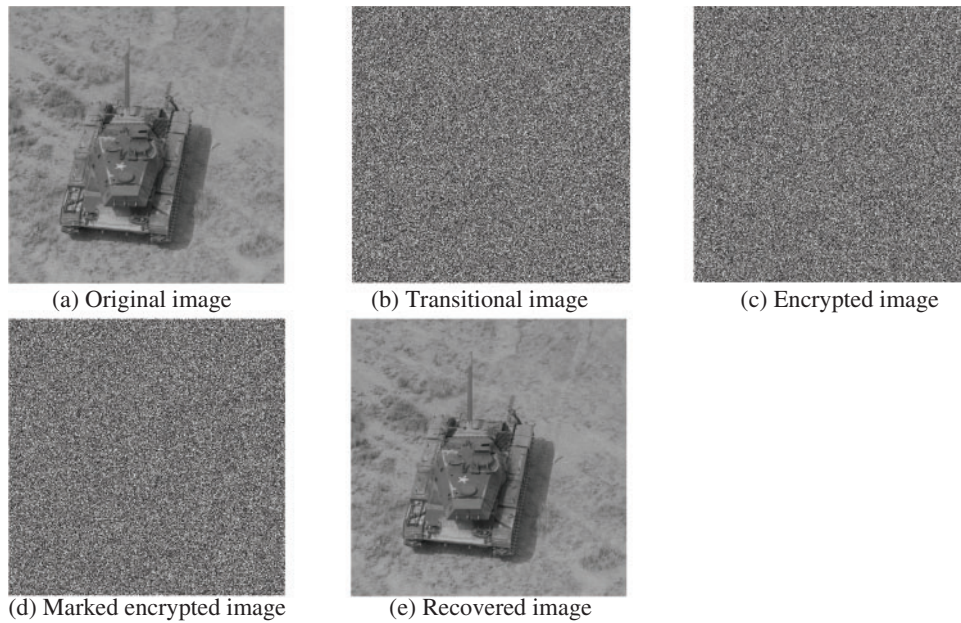 (a) Original image
(b) Transitional image
(c) Encrypted image
(d) Marked encrypted image
(e) Recovered image